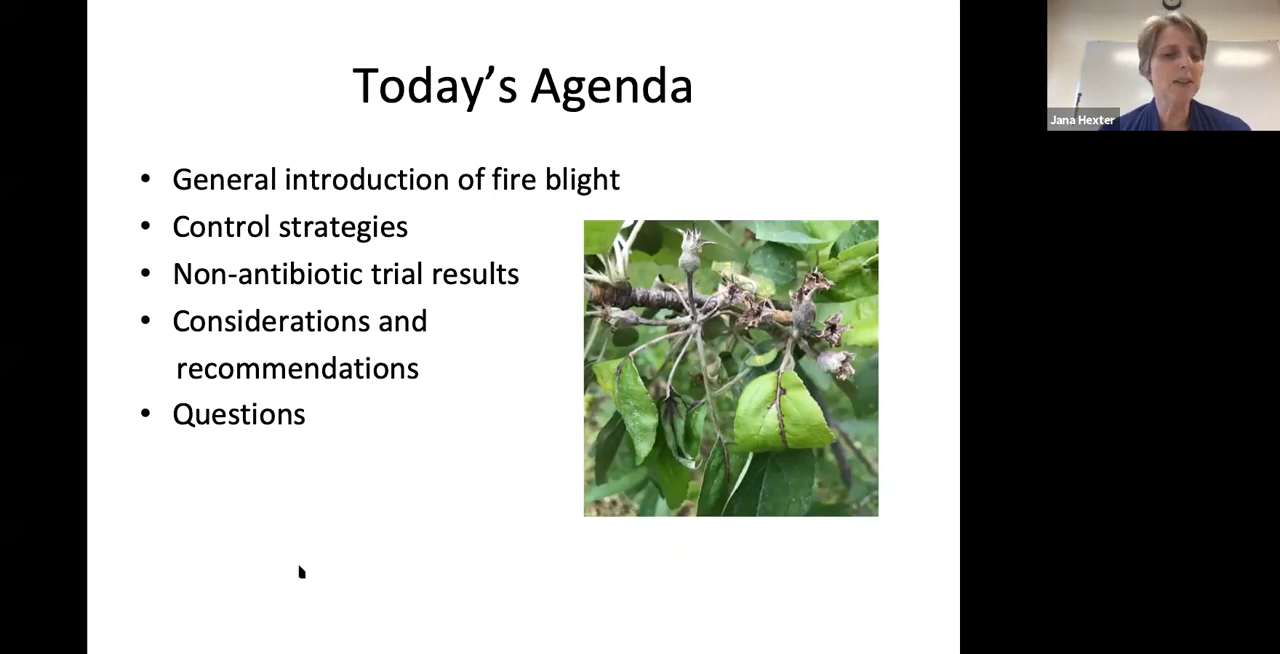 Today’s Agenda
• General introduction of fire blight
• Control strategies
• Non-antibiotic trial results
• Considerations and
recommendations
• Questions
Jana Hexter